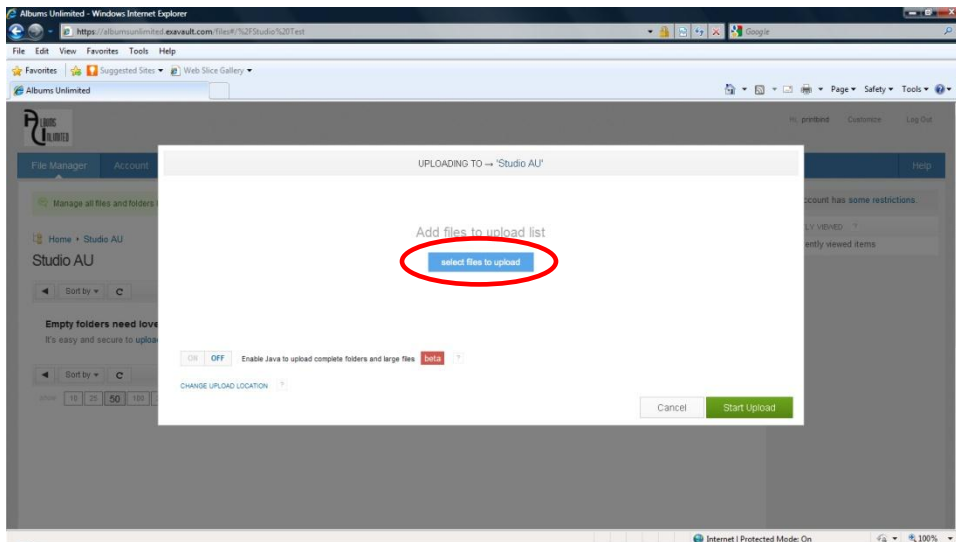 Albums Unlimited - Windows Internet Explorer
https://albumsunlimited.exavault.com/files#/%2FStudio%20Test
Google
File Edit View Favorites Tools Help
Favorites Suggested Sites Web Slice Gallery
Albums Unlimited
Page Safety Tools
ALBUMS
UNLIMITED
Hi, printkind Customize Log Out
File Manager Account
Help
UPLOADING TO → 'Studio AU'
Manage all files and folders
ccount has some restrictions.
LY VIEWED ?
ently viewed items
Home • Studio AU
Studio AU
Add files to upload list
select files to upload
Sort by C
Empty folders need love
It's easy and secure to uploa
ON OFF Enable Java to upload complete folders and large files beta ?
Sort by C
CHANGE UPLOAD LOCATION ?
show 10 25 50 100
Cancel Start Upload
Internet | Protected Mode: On 100%